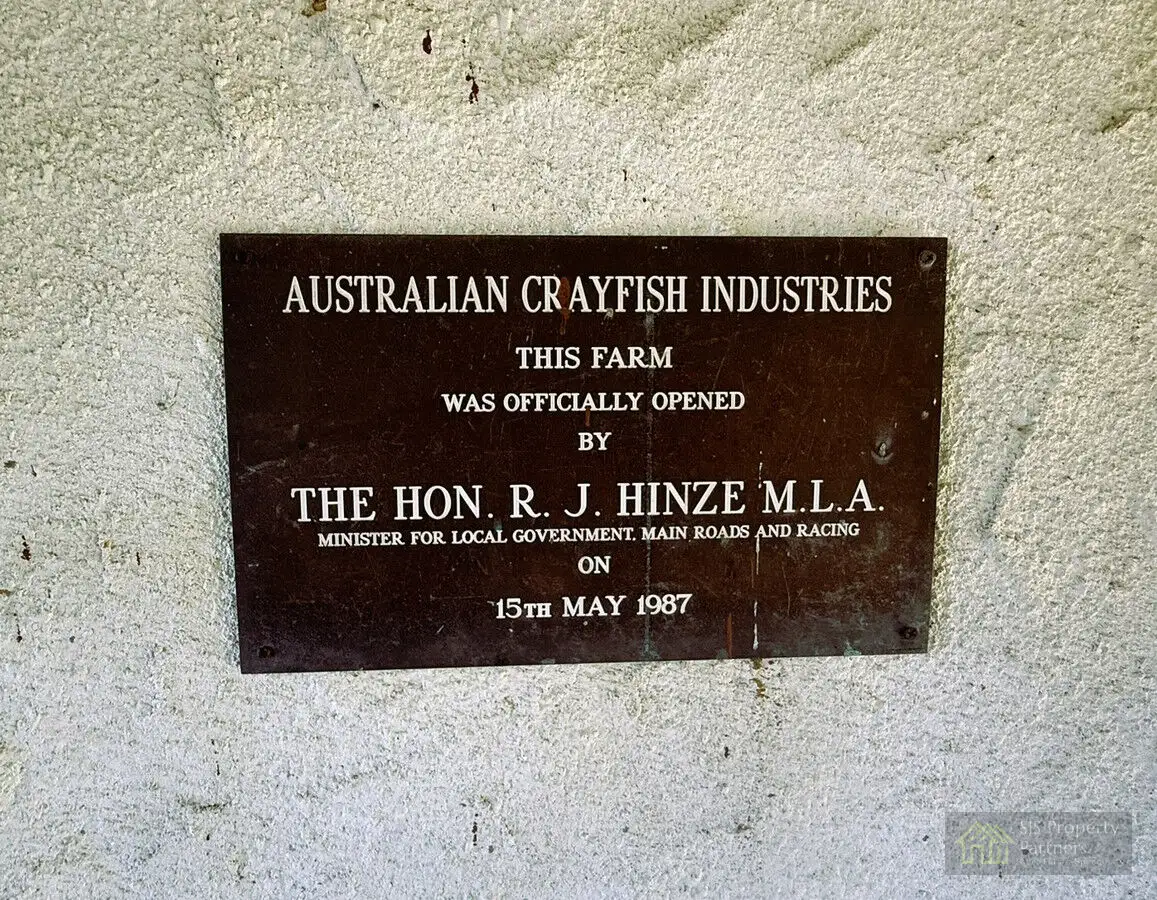 AUSTRALIAN CRAYFISH INDUSTRIES
THIS FARM
WAS OFFICIALLY OPENED
BY
THE HON. R. J. HINZE M.L.A.
MINISTER FOR LOCAL GOVERNMENT, MAIN ROADS AND RACING
ON
15TH MAY 1987
SJS Property
Partners